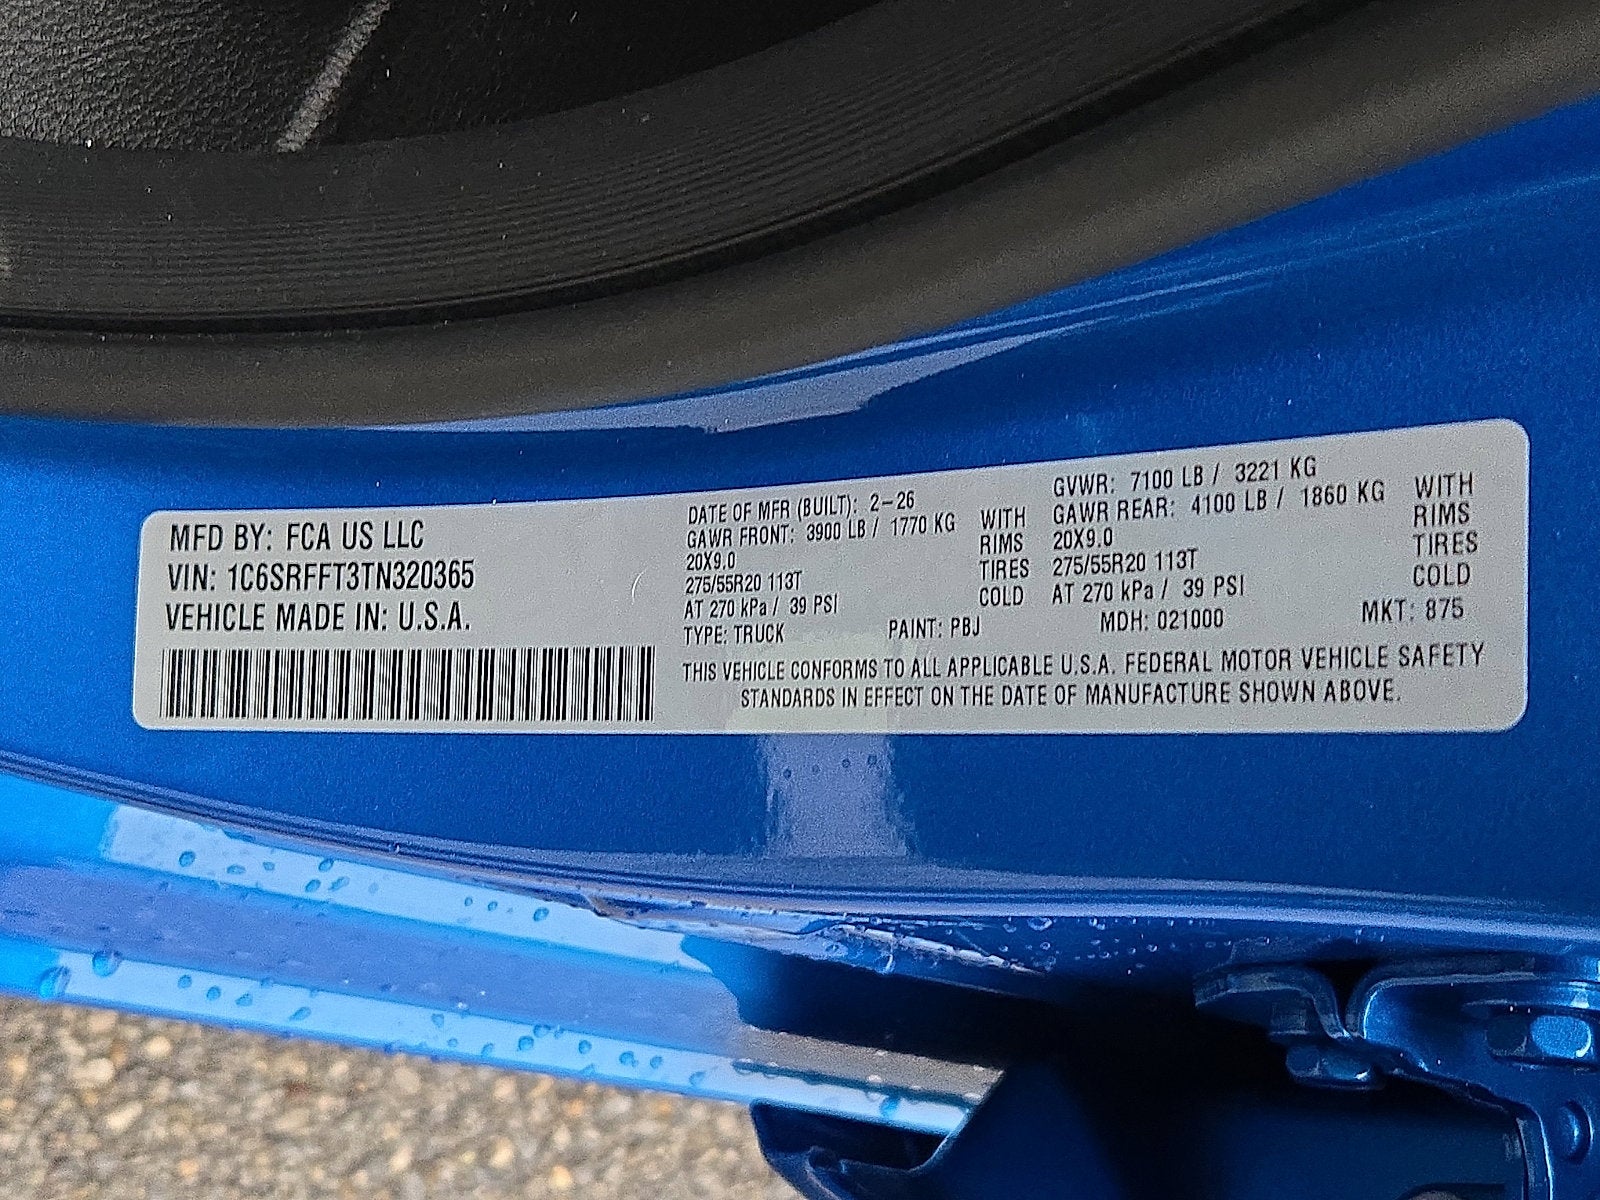 MFD BY: FCA US LLC
VIN: 1C6SRFFT3TN320365
VEHICLE MADE IN: U.S.A.
DATE OF MFR (BUILT): 2-26
GAWR FRONT: 3900 LB / 1770 KG WITH
20X9.0 RIMS
275/55R20 113T TIRES
AT 270 kPa / 39 PSI COLD
GVWR: 7100 LB / 3221 KG
GAWR REAR: 4100 LB / 1860 KG WITH
20X9.0 RIMS
275/55R20 113T TIRES
AT 270 kPa / 39 PSI COLD
TYPE: TRUCK PAINT: PBJ MDH: 021000 MKT: 875
THIS VEHICLE CONFORMS TO ALL APPLICABLE U.S.A. FEDERAL MOTOR VEHICLE SAFETY
STANDARDS IN EFFECT ON THE DATE OF MANUFACTURE SHOWN ABOVE.